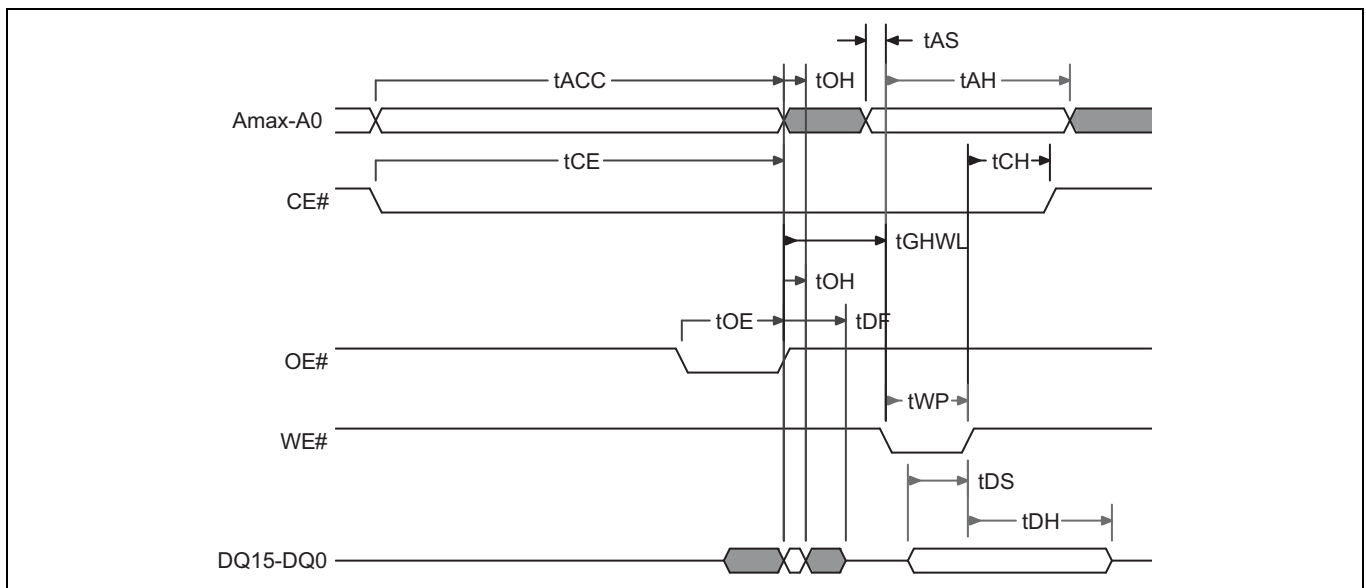 tAS
tACC tOH tAH
Amax-A0
tCE tCH
CE#
tGHWL
tOH
tOE tDF
OE#
tWP
WE#
tDS
tDH
DQ15-DQ0